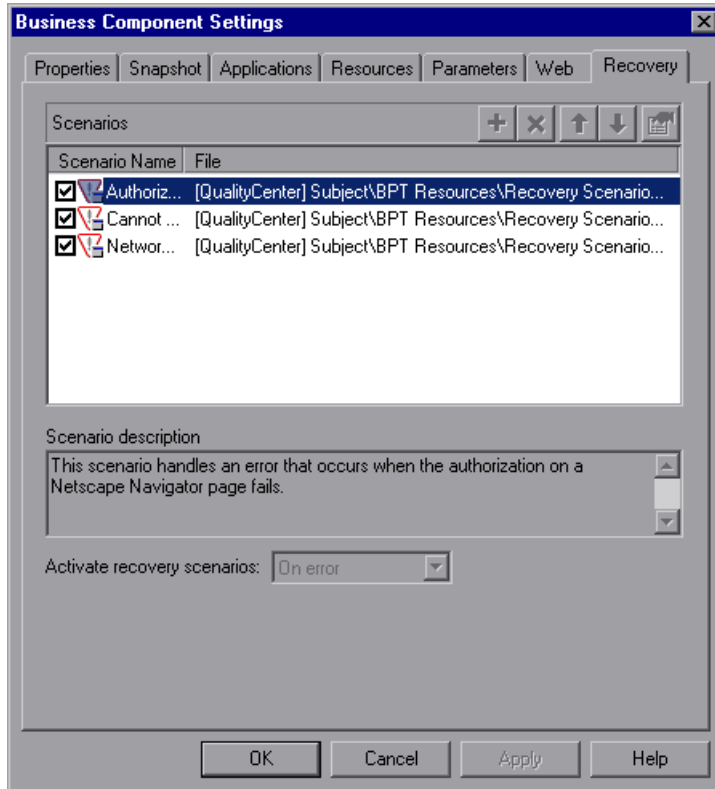 Business Component Settings
Properties Snapshot Applications Resources Parameters Web Recovery
Scenarios
Scenario Name File
Authoriz... [QualityCenter] Subject\BPT Resources\Recovery Scenario...
Cannot ... [QualityCenter] Subject\BPT Resources\Recovery Scenario...
Networ... [QualityCenter] Subject\BPT Resources\Recovery Scenario...
Scenario description
This scenario handles an error that occurs when the authorization on a
Netscape Navigator page fails.
Activate recovery scenarios: On error
OK Cancel Apply Help